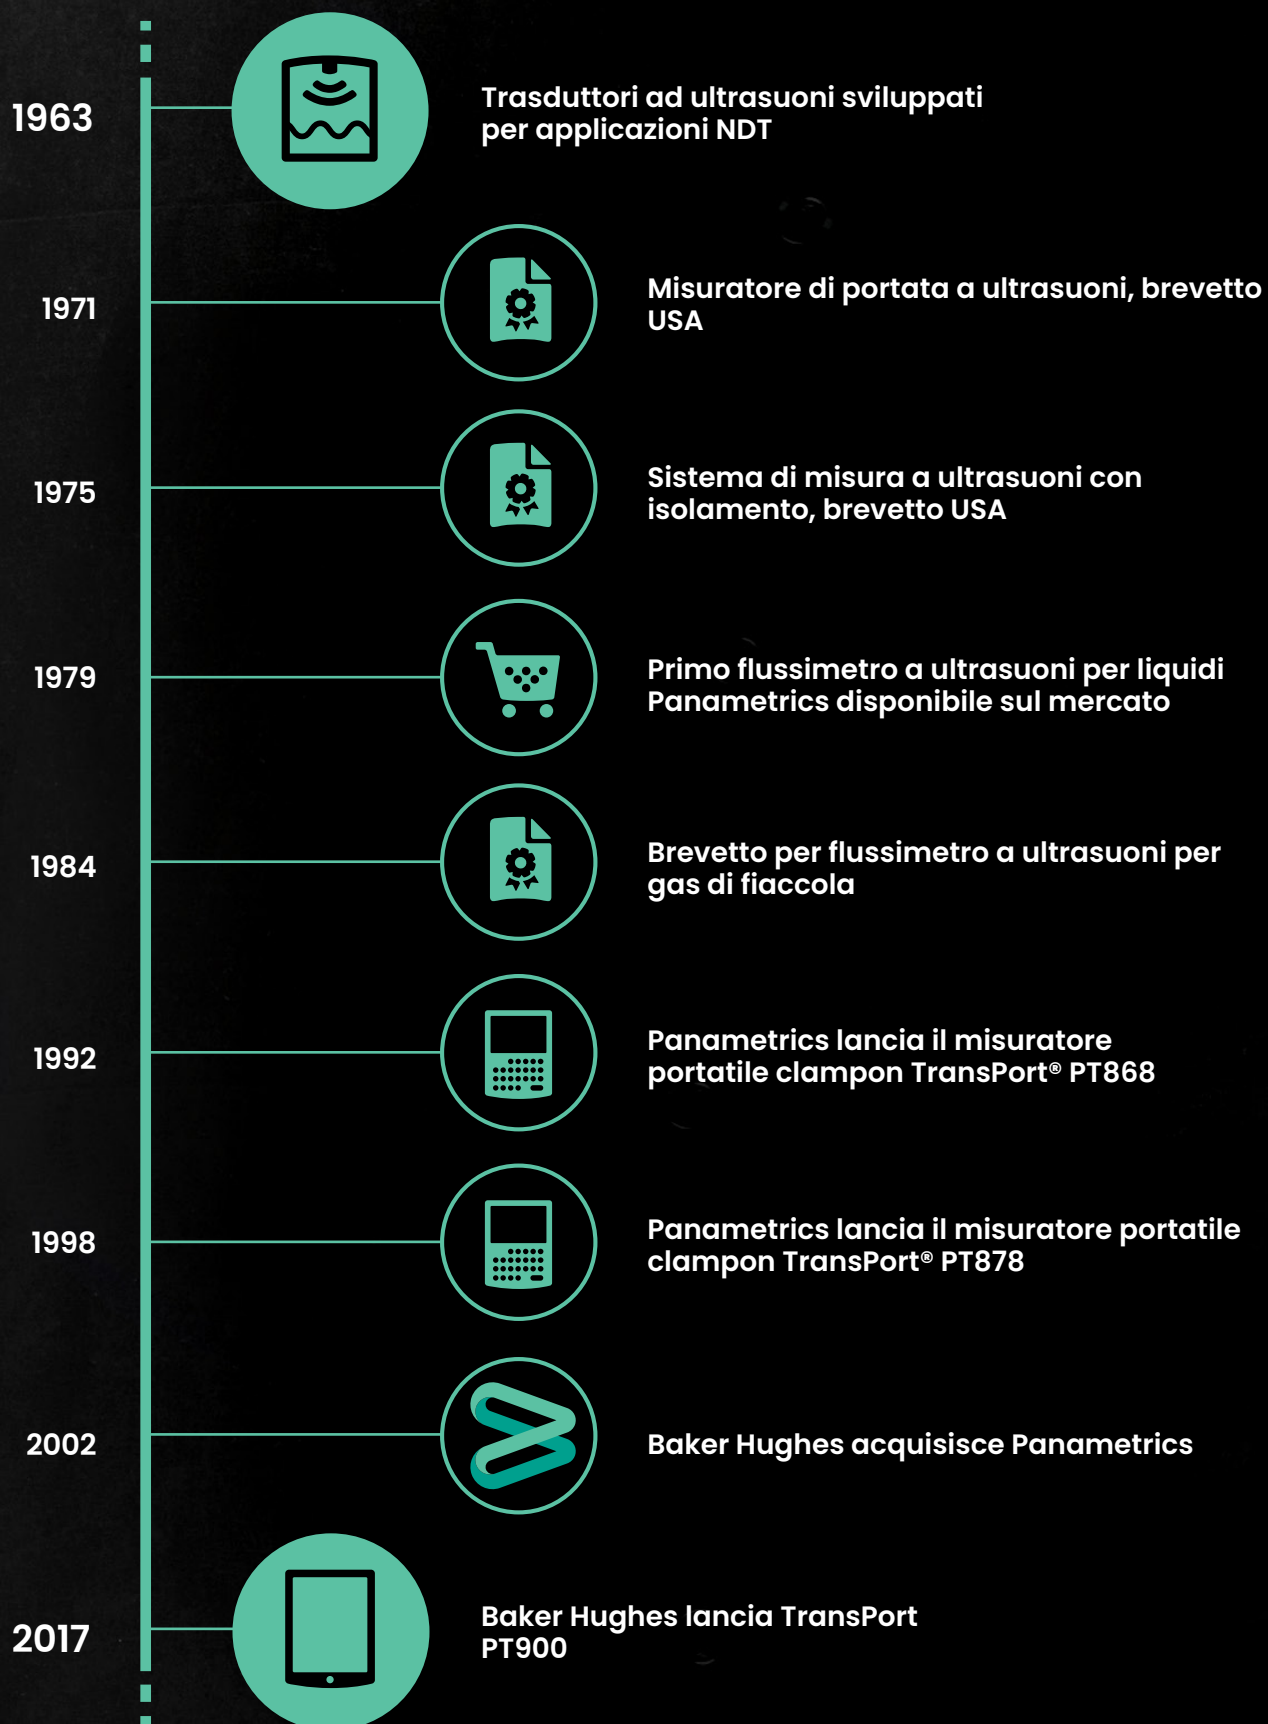 1963
Trasduttori ad ultrasuoni sviluppati
per applicazioni NDT
1971
Misuratore di portata a ultrasuoni, brevetto
USA
1975
Sistema di misura a ultrasuoni con
isolamento, brevetto USA
1979
Primo flussimetro a ultrasuoni per liquidi
Panametrics disponibile sul mercato
1984
Brevetto per flussimetro a ultrasuoni per
gas di fiaccola
1992
Panametrics lancia il misuratore
portatile clampon TransPort® PT868
1998
Panametrics lancia il misuratore portatile
clampon TransPort® PT878
2002
Baker Hughes acquisisce Panametrics
2017
Baker Hughes lancia TransPort
PT900